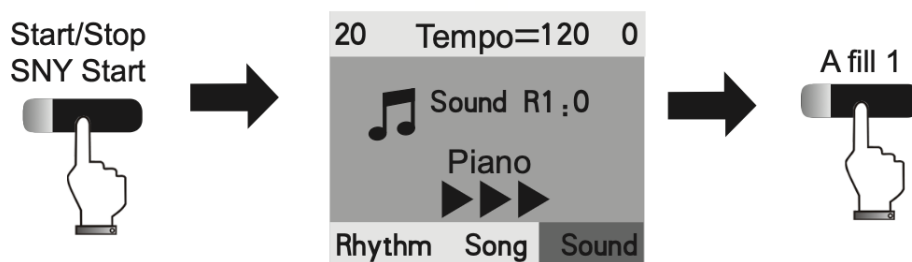 Start/Stop
SNY Start
20 Tempo=120 0
Sound R1:0
Piano
Rhythm Song Sound
A fill 1